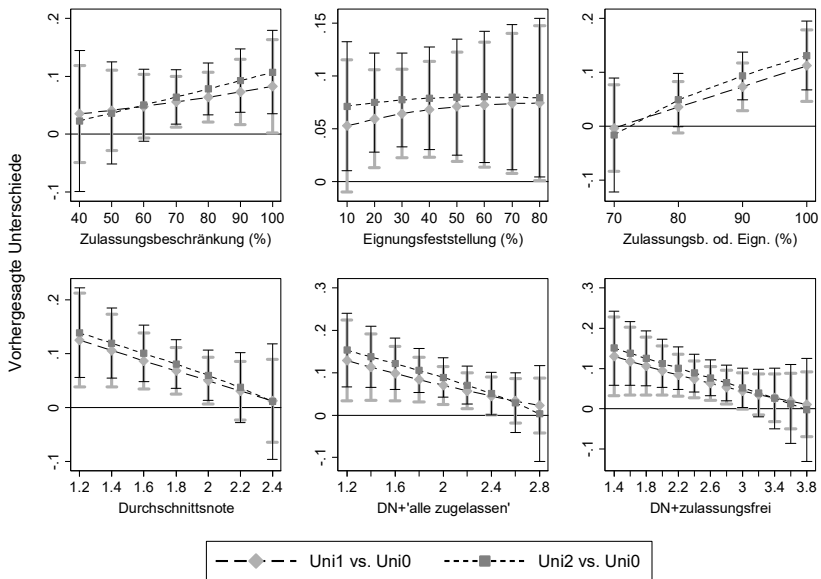 Vorhergesagte Unterschiede
.2
.1
0
-.1
40 50 60 70 80 90 100
Zulassungsbeschränkung (%)
.15
.1
.05
0
10 20 30 40 50 60 70 80
Eignungsfeststellung (%)
.2
.1
0
-.1
70 80 90 100
Zulassungsb. od. Eign. (%)
.2
.1
0
-.1
1.2 1.4 1.6 1.8 2 2.2 2.4
Durchschnittsnote
.3
.2
.1
0
-.1
1.2 1.6 2 2.4 2.8
DN+'alle zugelassen'
.3
.2
.1
0
-.1
1.4 1.8 2.2 2.6 3 3.4 3.8
DN+zulassungsfrei
Uni1 vs. Uni0 Uni2 vs. Uni0